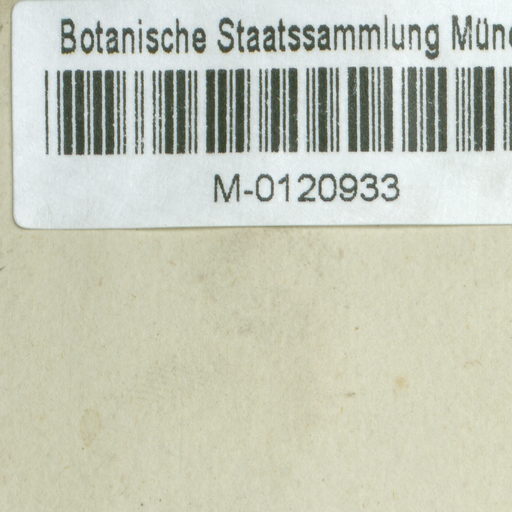 Botanische Staatssammlung Mün
M-0120933